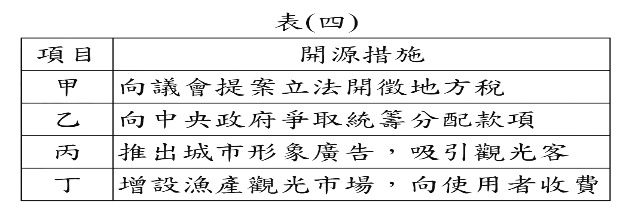 表(四)
項目 開源措施
甲 向議會提案立法開徵地方稅
乙 向中央政府爭取統籌分配款項
丙 推出城市形象廣告，吸引觀光客
丁 增設漁產觀光市場，向使用者收費